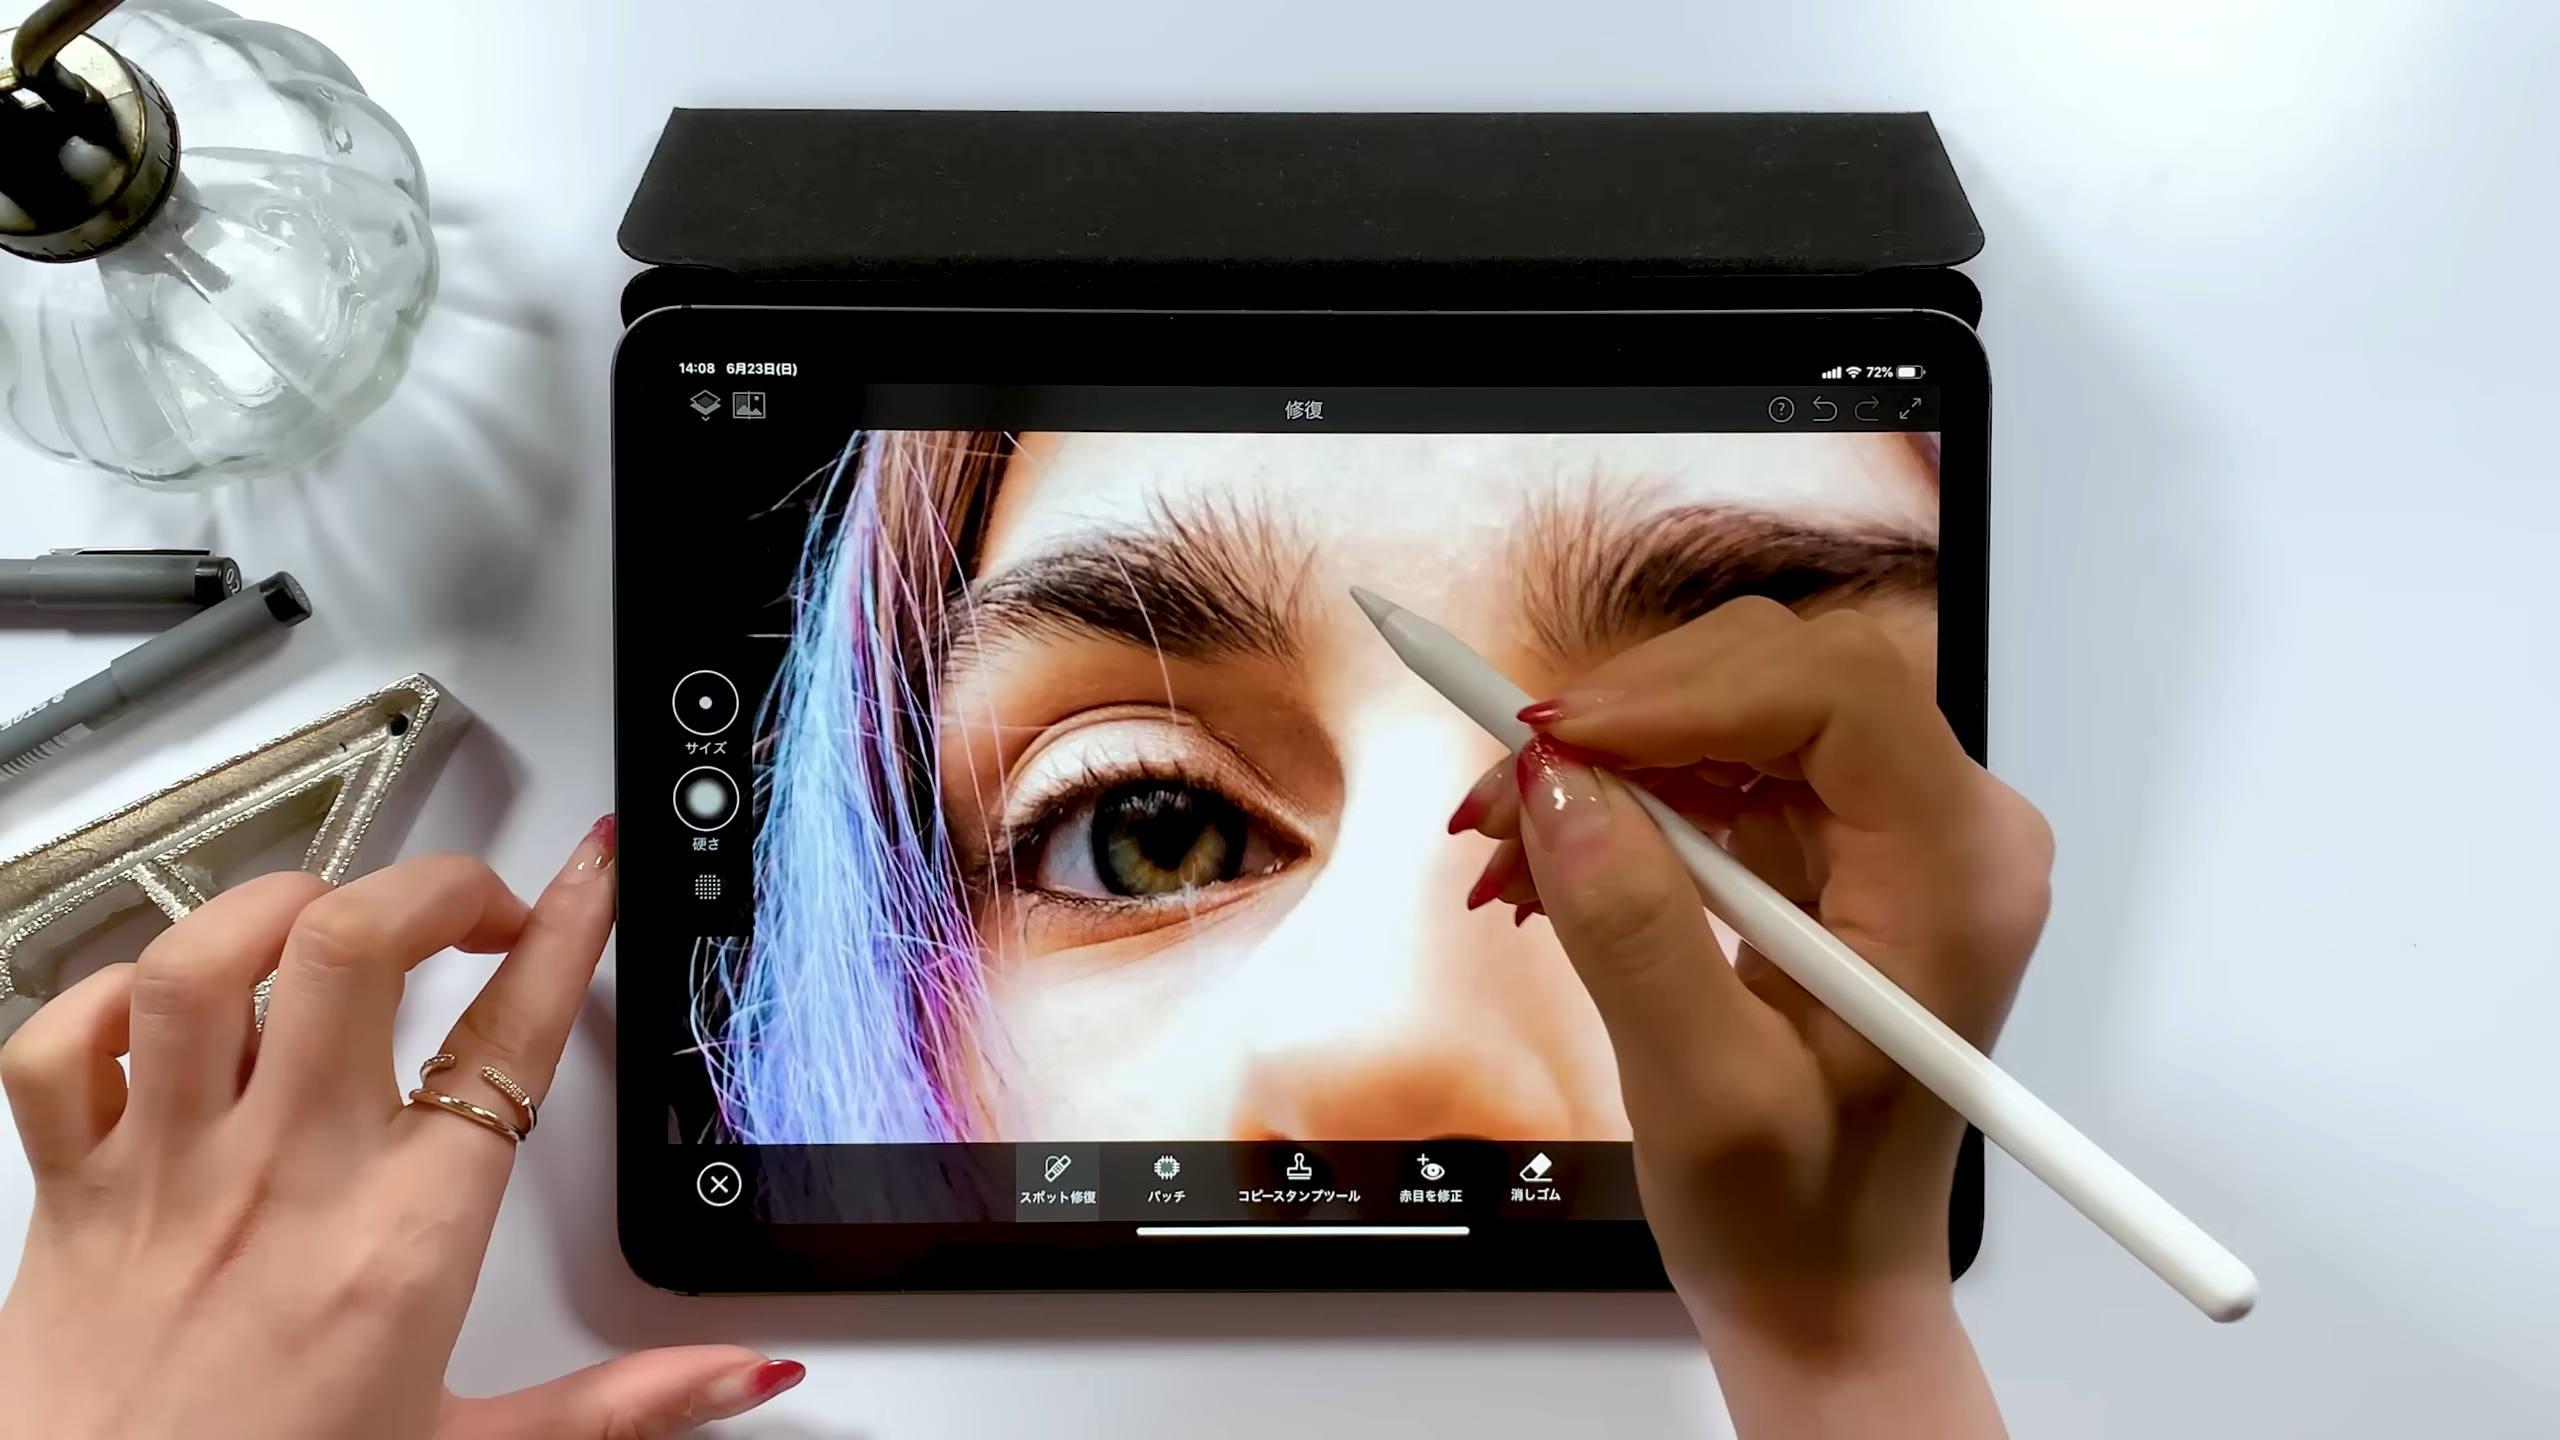 14:08 6月23日(日)
72%
修復
サイズ
硬さ
スポット修復
パッチ
コピースタンプツール
赤目を修正
消しゴム